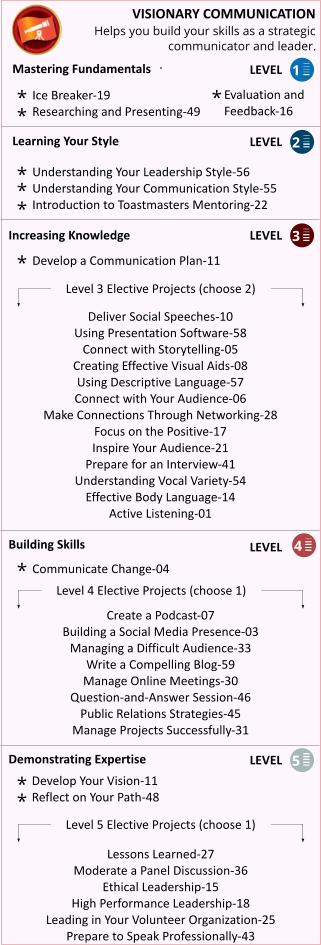 VISIONARY COMMUNICATION
Helps you build your skills as a strategic
communicator and leader.
Mastering Fundamentals LEVEL 1
* Ice Breaker-19
* Researching and Presenting-49
* Evaluation and
Feedback-16
Learning Your Style LEVEL 2
* Understanding Your Leadership Style-56
* Understanding Your Communication Style-55
* Introduction to Toastmasters Mentoring-22
Increasing Knowledge LEVEL 3
* Develop a Communication Plan-11
Level 3 Elective Projects (choose 2)
Deliver Social Speeches-10
Using Presentation Software-58
Connect with Storytelling-05
Creating Effective Visual Aids-08
Using Descriptive Language-57
Connect with Your Audience-06
Make Connections Through Networking-28
Focus on the Positive-17
Inspire Your Audience-21
Prepare for an Interview-41
Understanding Vocal Variety-54
Effective Body Language-14
Active Listening-01
Building Skills LEVEL 4
* Communicate Change-04
Level 4 Elective Projects (choose 1)
Create a Podcast-07
Building a Social Media Presence-03
Managing a Difficult Audience-33
Write a Compelling Blog-59
Manage Online Meetings-30
Question-and-Answer Session-46
Public Relations Strategies-45
Manage Projects Successfully-31
Demonstrating Expertise LEVEL 5
* Develop Your Vision-11
* Reflect on Your Path-48
Level 5 Elective Projects (choose 1)
Lessons Learned-27
Moderate a Panel Discussion-36
Ethical Leadership-15
High Performance Leadership-18
Leading in Your Volunteer Organization-25
Prepare to Speak Professionally-43